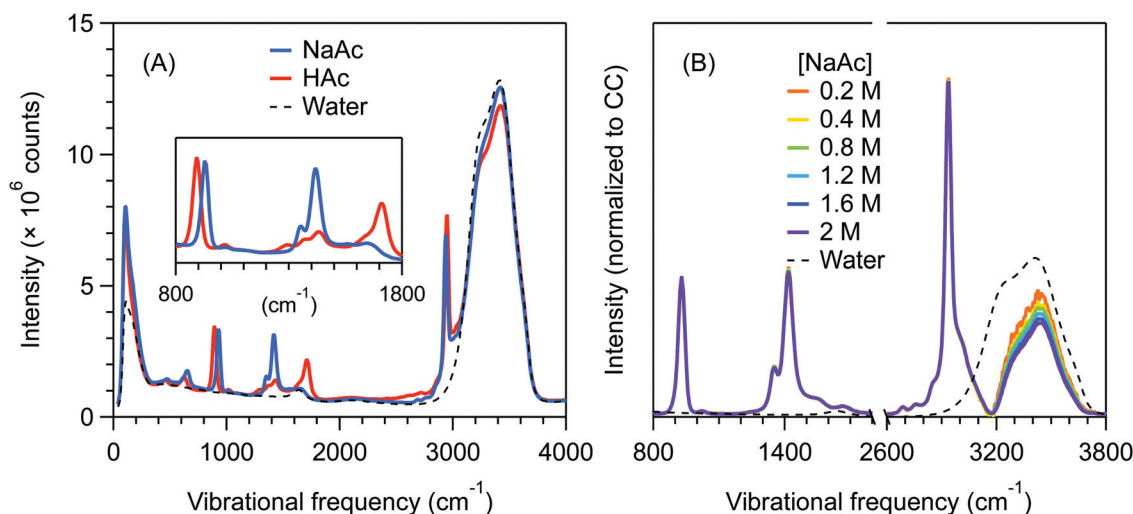 (A)
NaAc
HAc
Water
15
10
5
0
Intensity (× 10⁶ counts)
800
(cm⁻¹)
1800
0
1000
2000
3000
4000
Vibrational frequency (cm⁻¹)
(B)
[NaAc]
0.2 M
0.4 M
0.8 M
1.2 M
1.6 M
2 M
Water
Intensity (normalized to CC)
800
1400
2600
3200
3800
Vibrational frequency (cm⁻¹)